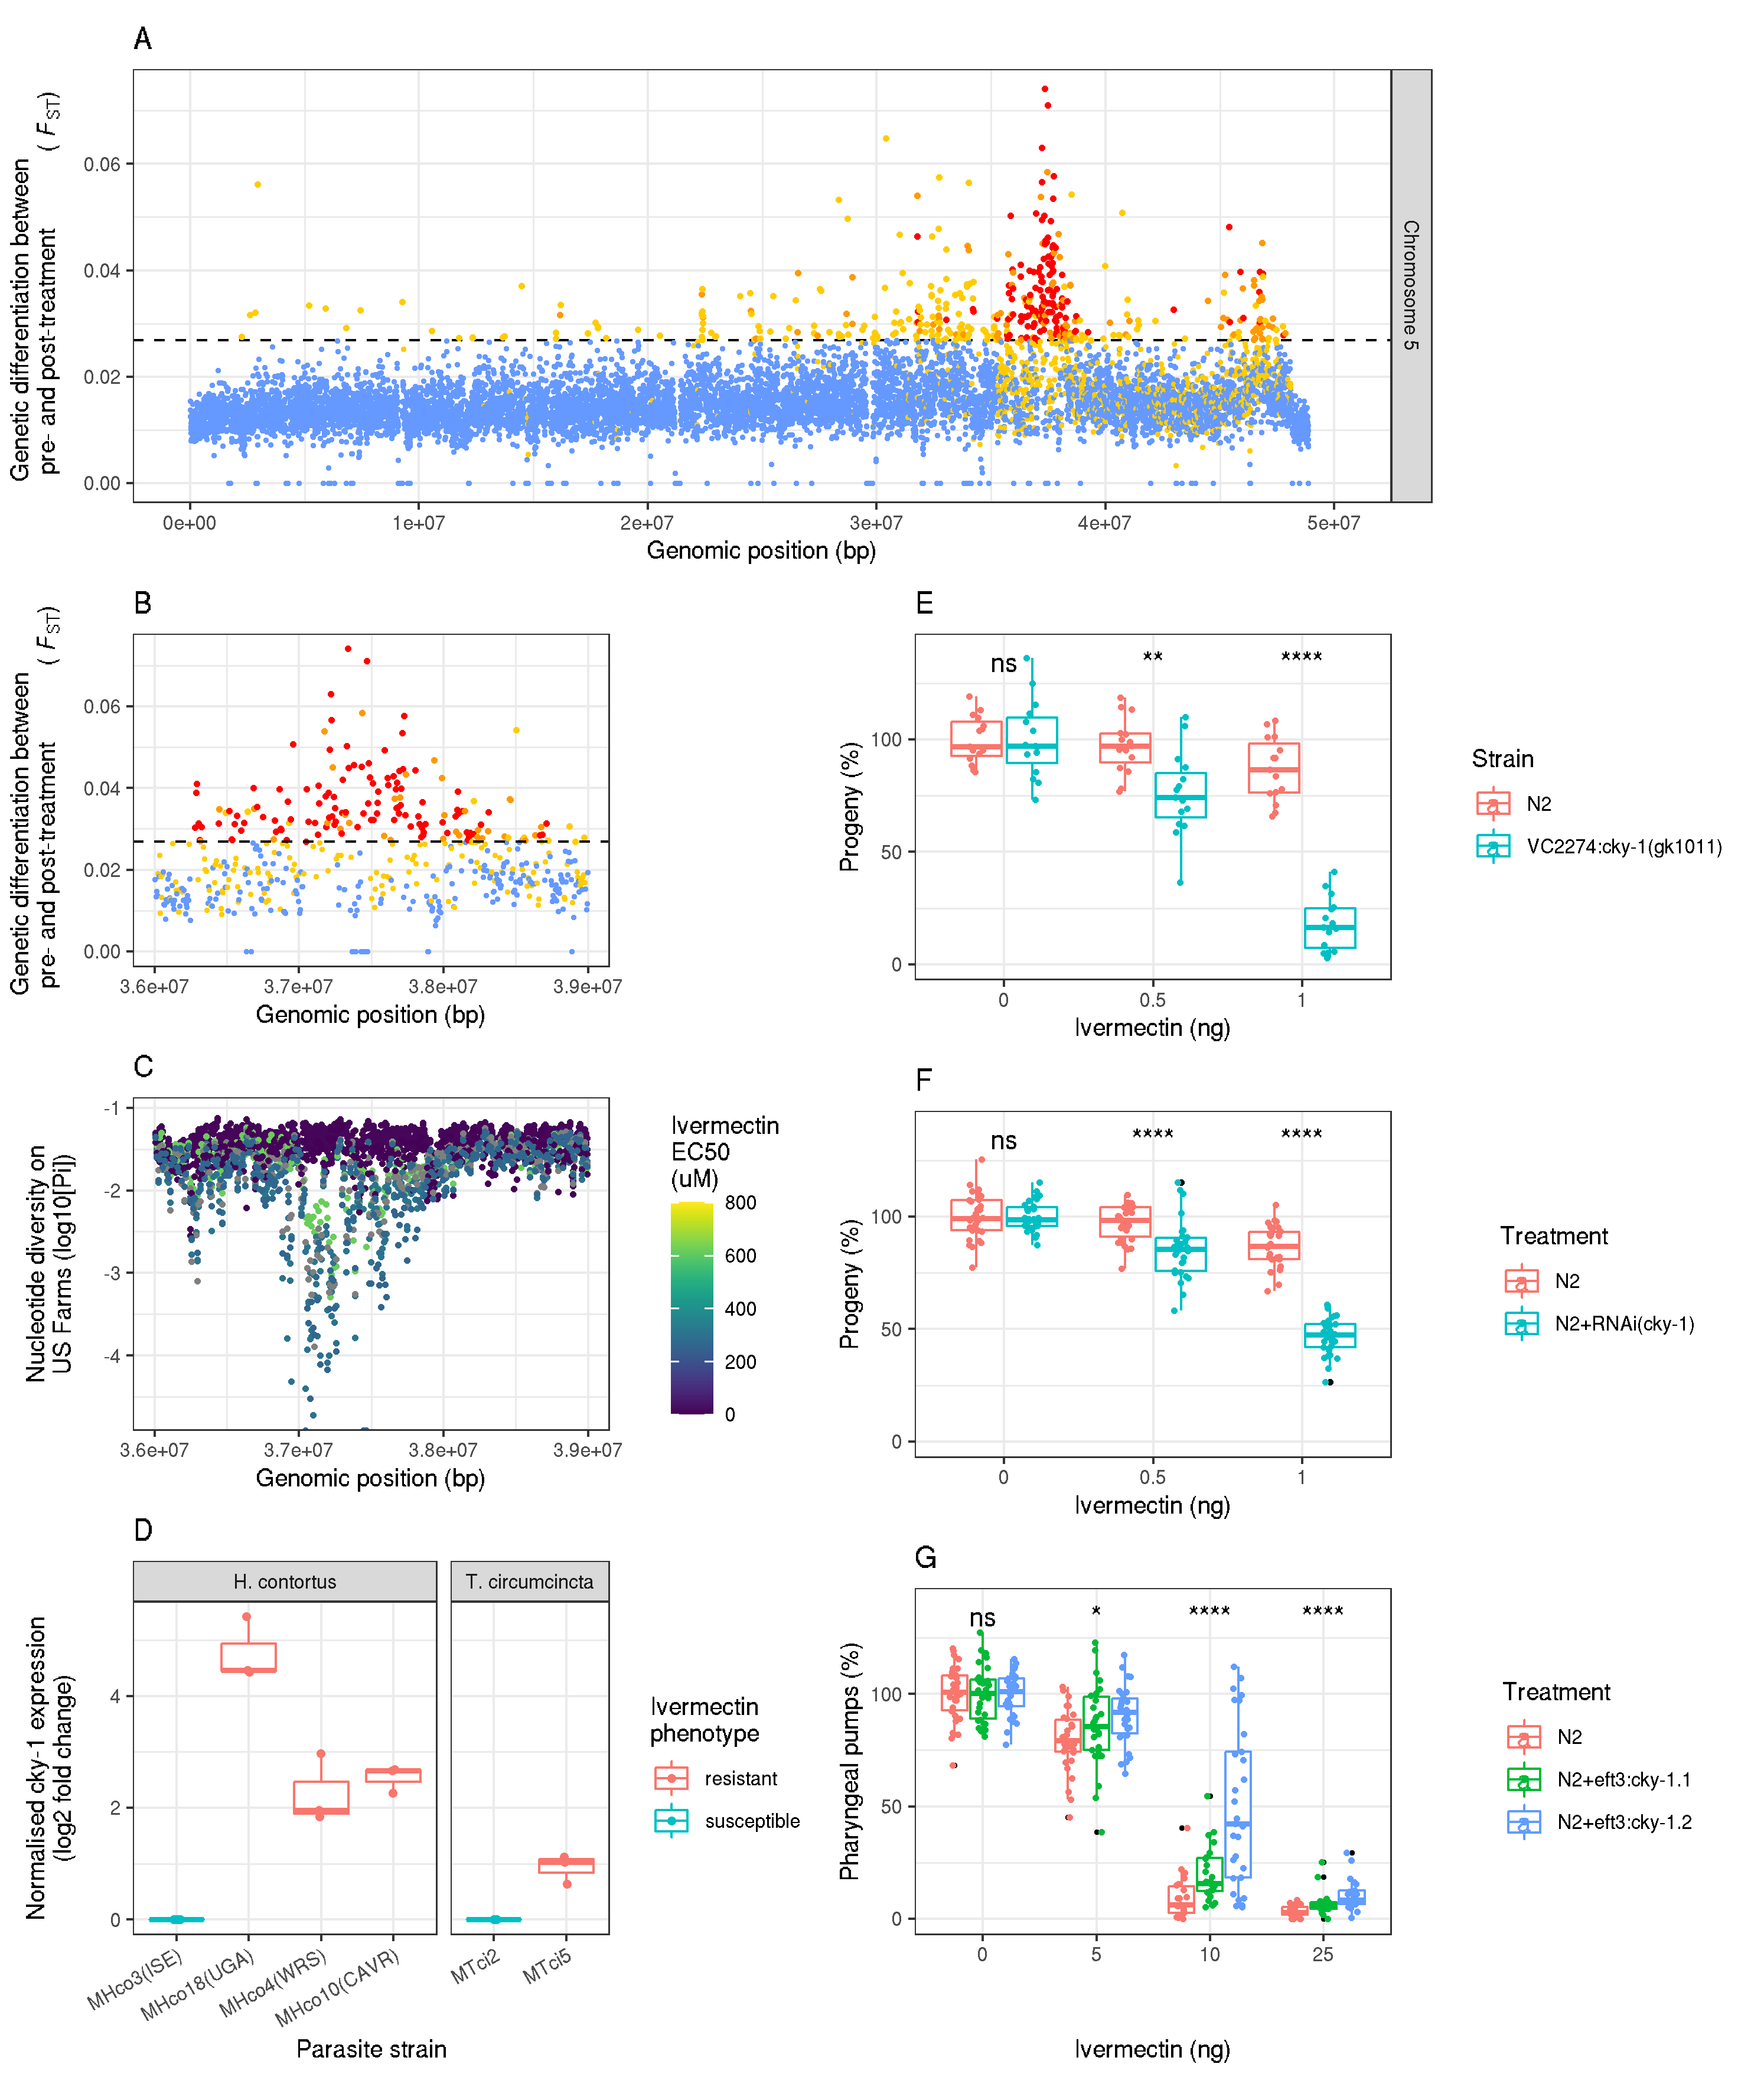 A
Genetic differentiation between ( FST)
pre- and post-treatment
0.06
0.04
0.02
0.00
0e+00 1e+07 2e+07 3e+07 4e+07 5e+07
Genomic position (bp)
Chromosome 5
B
Genetic differentiation between ( FST)
pre- and post-treatment
0.06
0.04
0.02
0.00
3.6e+07 3.7e+07 3.8e+07 3.9e+07
Genomic position (bp)
C
Nucleotide diversity on
US Farms (log10[Pi])
-1
-2
-3
-4
3.6e+07 3.7e+07 3.8e+07 3.9e+07
Genomic position (bp)
Ivermectin
EC50
(uM)
800
600
400
200
0
D
H. contortus T. circumcincta
Normalised cky-1 expression
(log2 fold change)
4
2
0
MHco3(ISE) MHco18(UGA) MHco4(WRS) MHco10(CAVR) MTci2 MTci5
Parasite strain
Ivermectin
phenotype
resistant
susceptible
E
ns ** ****
Progeny (%)
100
50
0
0 0.5 1
Ivermectin (ng)
Strain
N2
VC2274:cky-1(gk1011)
F
ns **** ****
Progeny (%)
100
50
0
0 0.5 1
Ivermectin (ng)
Treatment
N2
N2+RNAi(cky-1)
G
ns * **** ****
Pharyngeal pumps (%)
100
50
0
0 5 10 25
Ivermectin (ng)
Treatment
N2
N2+eft3:cky-1.1
N2+eft3:cky-1.2